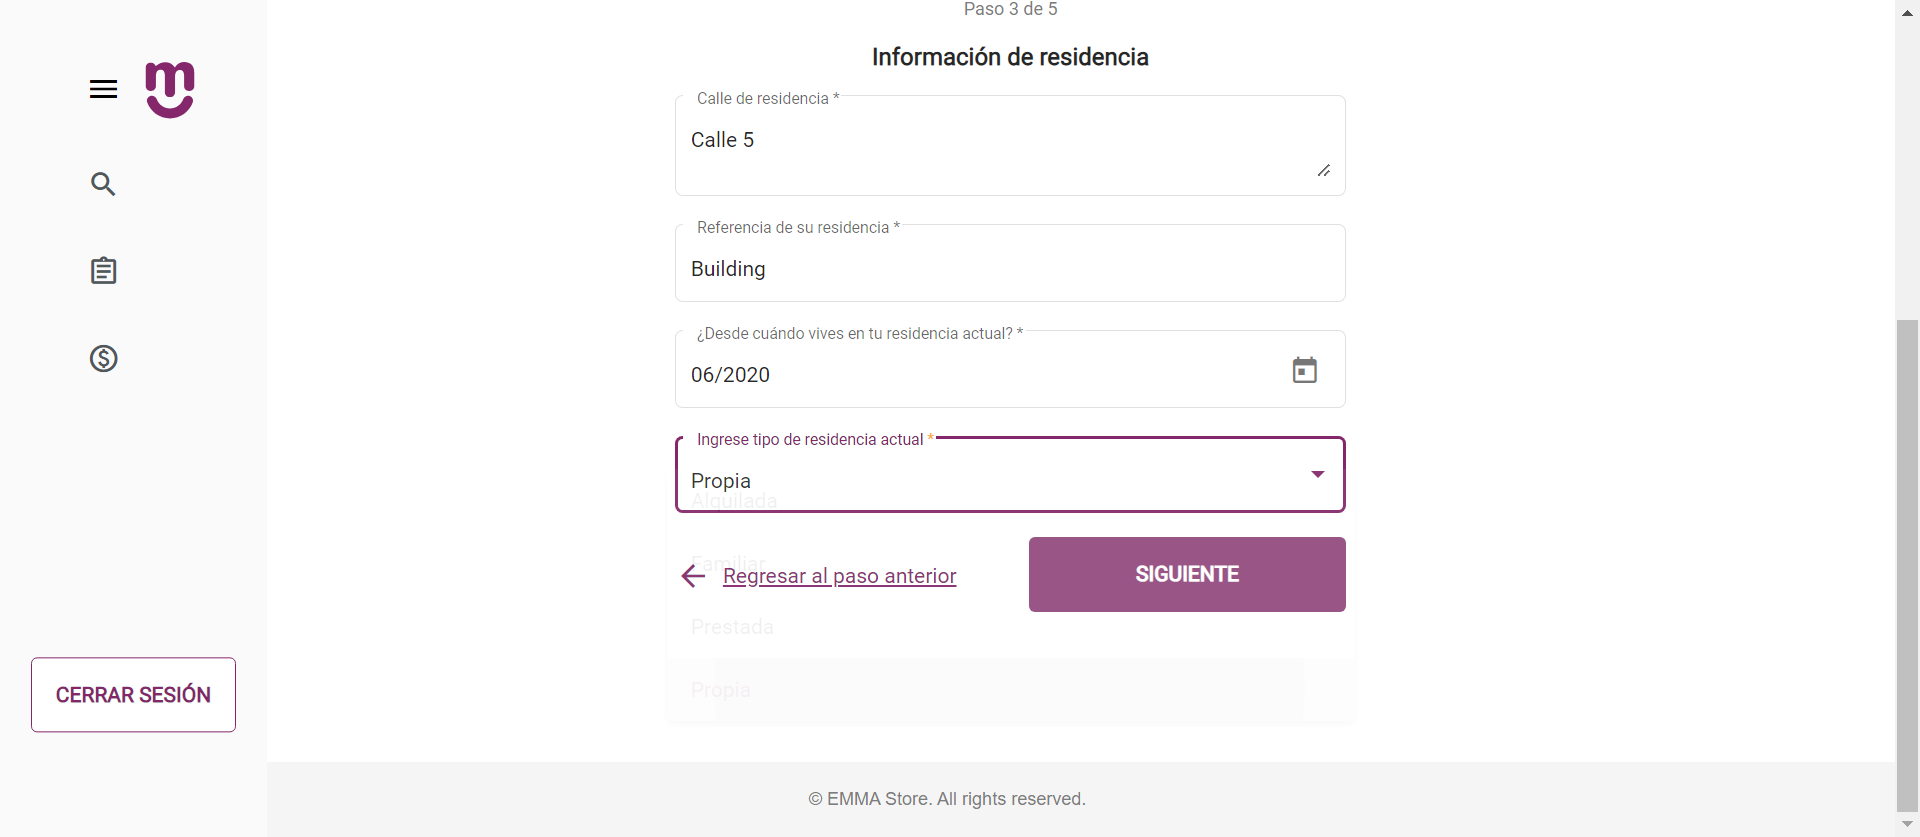 Paso 3 de 5
Información de residencia
Calle de residencia *
Calle 5
Referencia de su residencia *
Building
¿Desde cuándo vives en tu residencia actual? *
06/2020
Ingrese tipo de residencia actual *
Propia
Alquilada
Familiar
Regresar al paso anterior
SIGUIENTE
Prestada
Propia
CERRAR SESIÓN
© EMMA Store. All rights reserved.